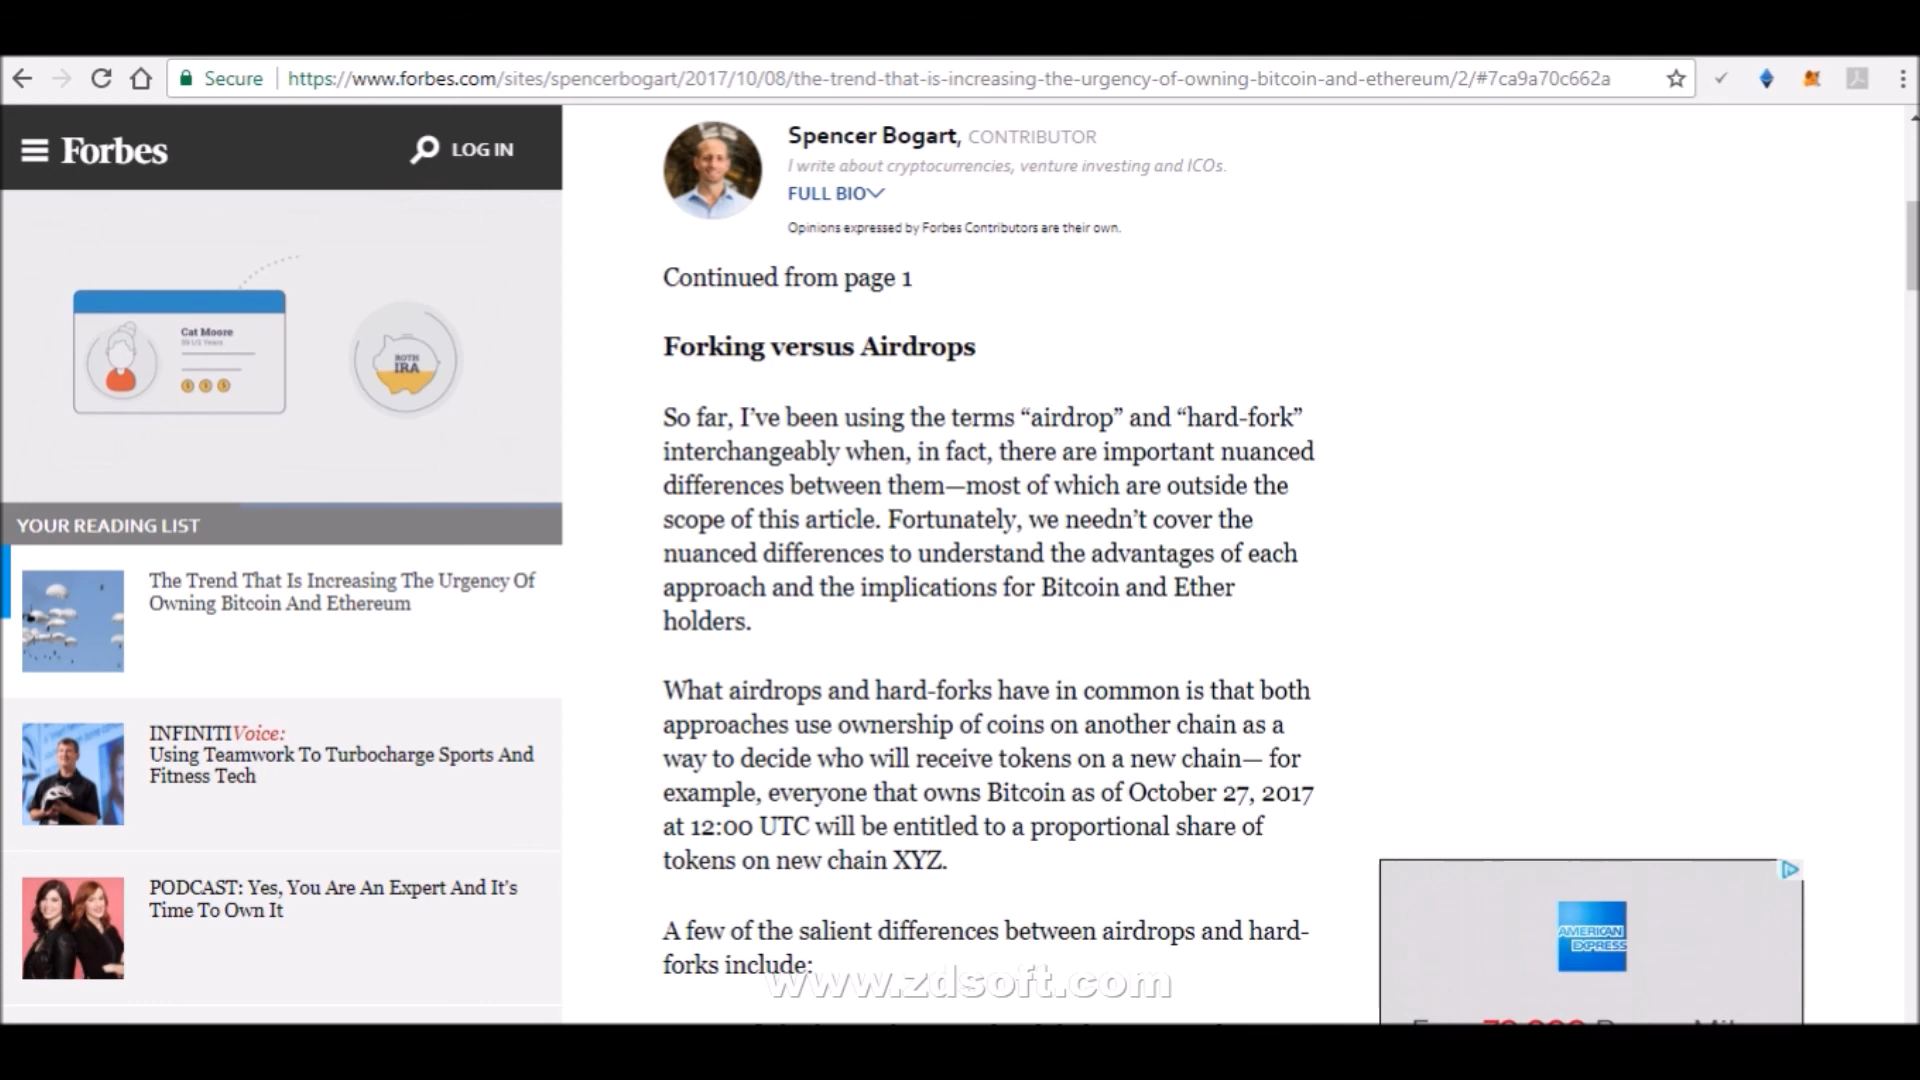 Secure
https://www.forbes.com/sites/spencerbogart/2017/10/08/the-trend-that-is-increasing-the-urgency-of-owning-bitcoin-and-ethereum/2/#7ca9a70c662a
Forbes
LOG IN
Cat Moore
ROTH
IRA
YOUR READING LIST
The Trend That Is Increasing The Urgency Of
Owning Bitcoin And Ethereum
INFINITIVoice:
Using Teamwork To Turbocharge Sports And
Fitness Tech
PODCAST: Yes, You Are An Expert And It's
Time To Own It
Spencer Bogart, CONTRIBUTOR
I write about cryptocurrencies, venture investing and ICOs.
FULL BIO
Opinions expressed by Forbes Contributors are their own.
Continued from page 1
Forking versus Airdrops
So far, I’ve been using the terms “airdrop” and “hard-fork”
interchangeably when, in fact, there are important nuanced
differences between them—most of which are outside the
scope of this article. Fortunately, we needn’t cover the
nuanced differences to understand the advantages of each
approach and the implications for Bitcoin and Ether
holders.
What airdrops and hard-forks have in common is that both
approaches use ownership of coins on another chain as a
way to decide who will receive tokens on a new chain— for
example, everyone that owns Bitcoin as of October 27, 2017
at 12:00 UTC will be entitled to a proportional share of
tokens on new chain XYZ.
A few of the salient differences between airdrops and hard-
forks include:
www.zdsoft.com
AMERICAN
EXPRESS